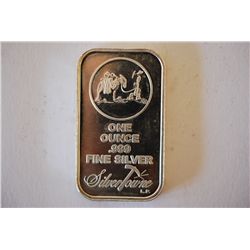 ONE
OUNCE
.999
FINE SILVER
Silvertowne
L.P.